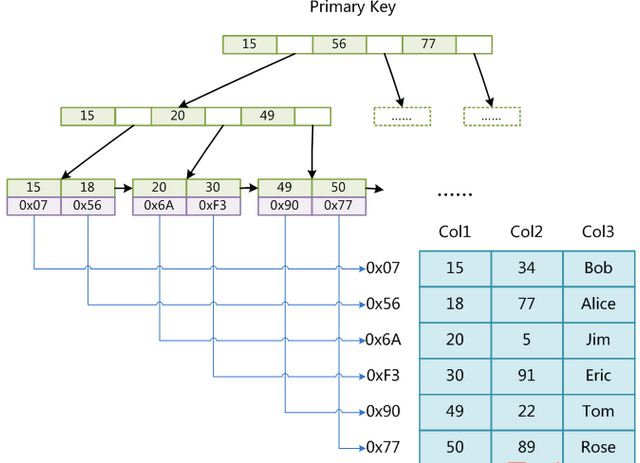 Primary Key
15 56 77
15 20 49
...... ......
15 18 20 30 49 50
0x07 0x56 0x6A 0xF3 0x90 0x77
......
Col1 Col2 Col3
0x07 15 34 Bob
0x56 18 77 Alice
0x6A 20 5 Jim
0xF3 30 91 Eric
0x90 49 22 Tom
0x77 50 89 Rose